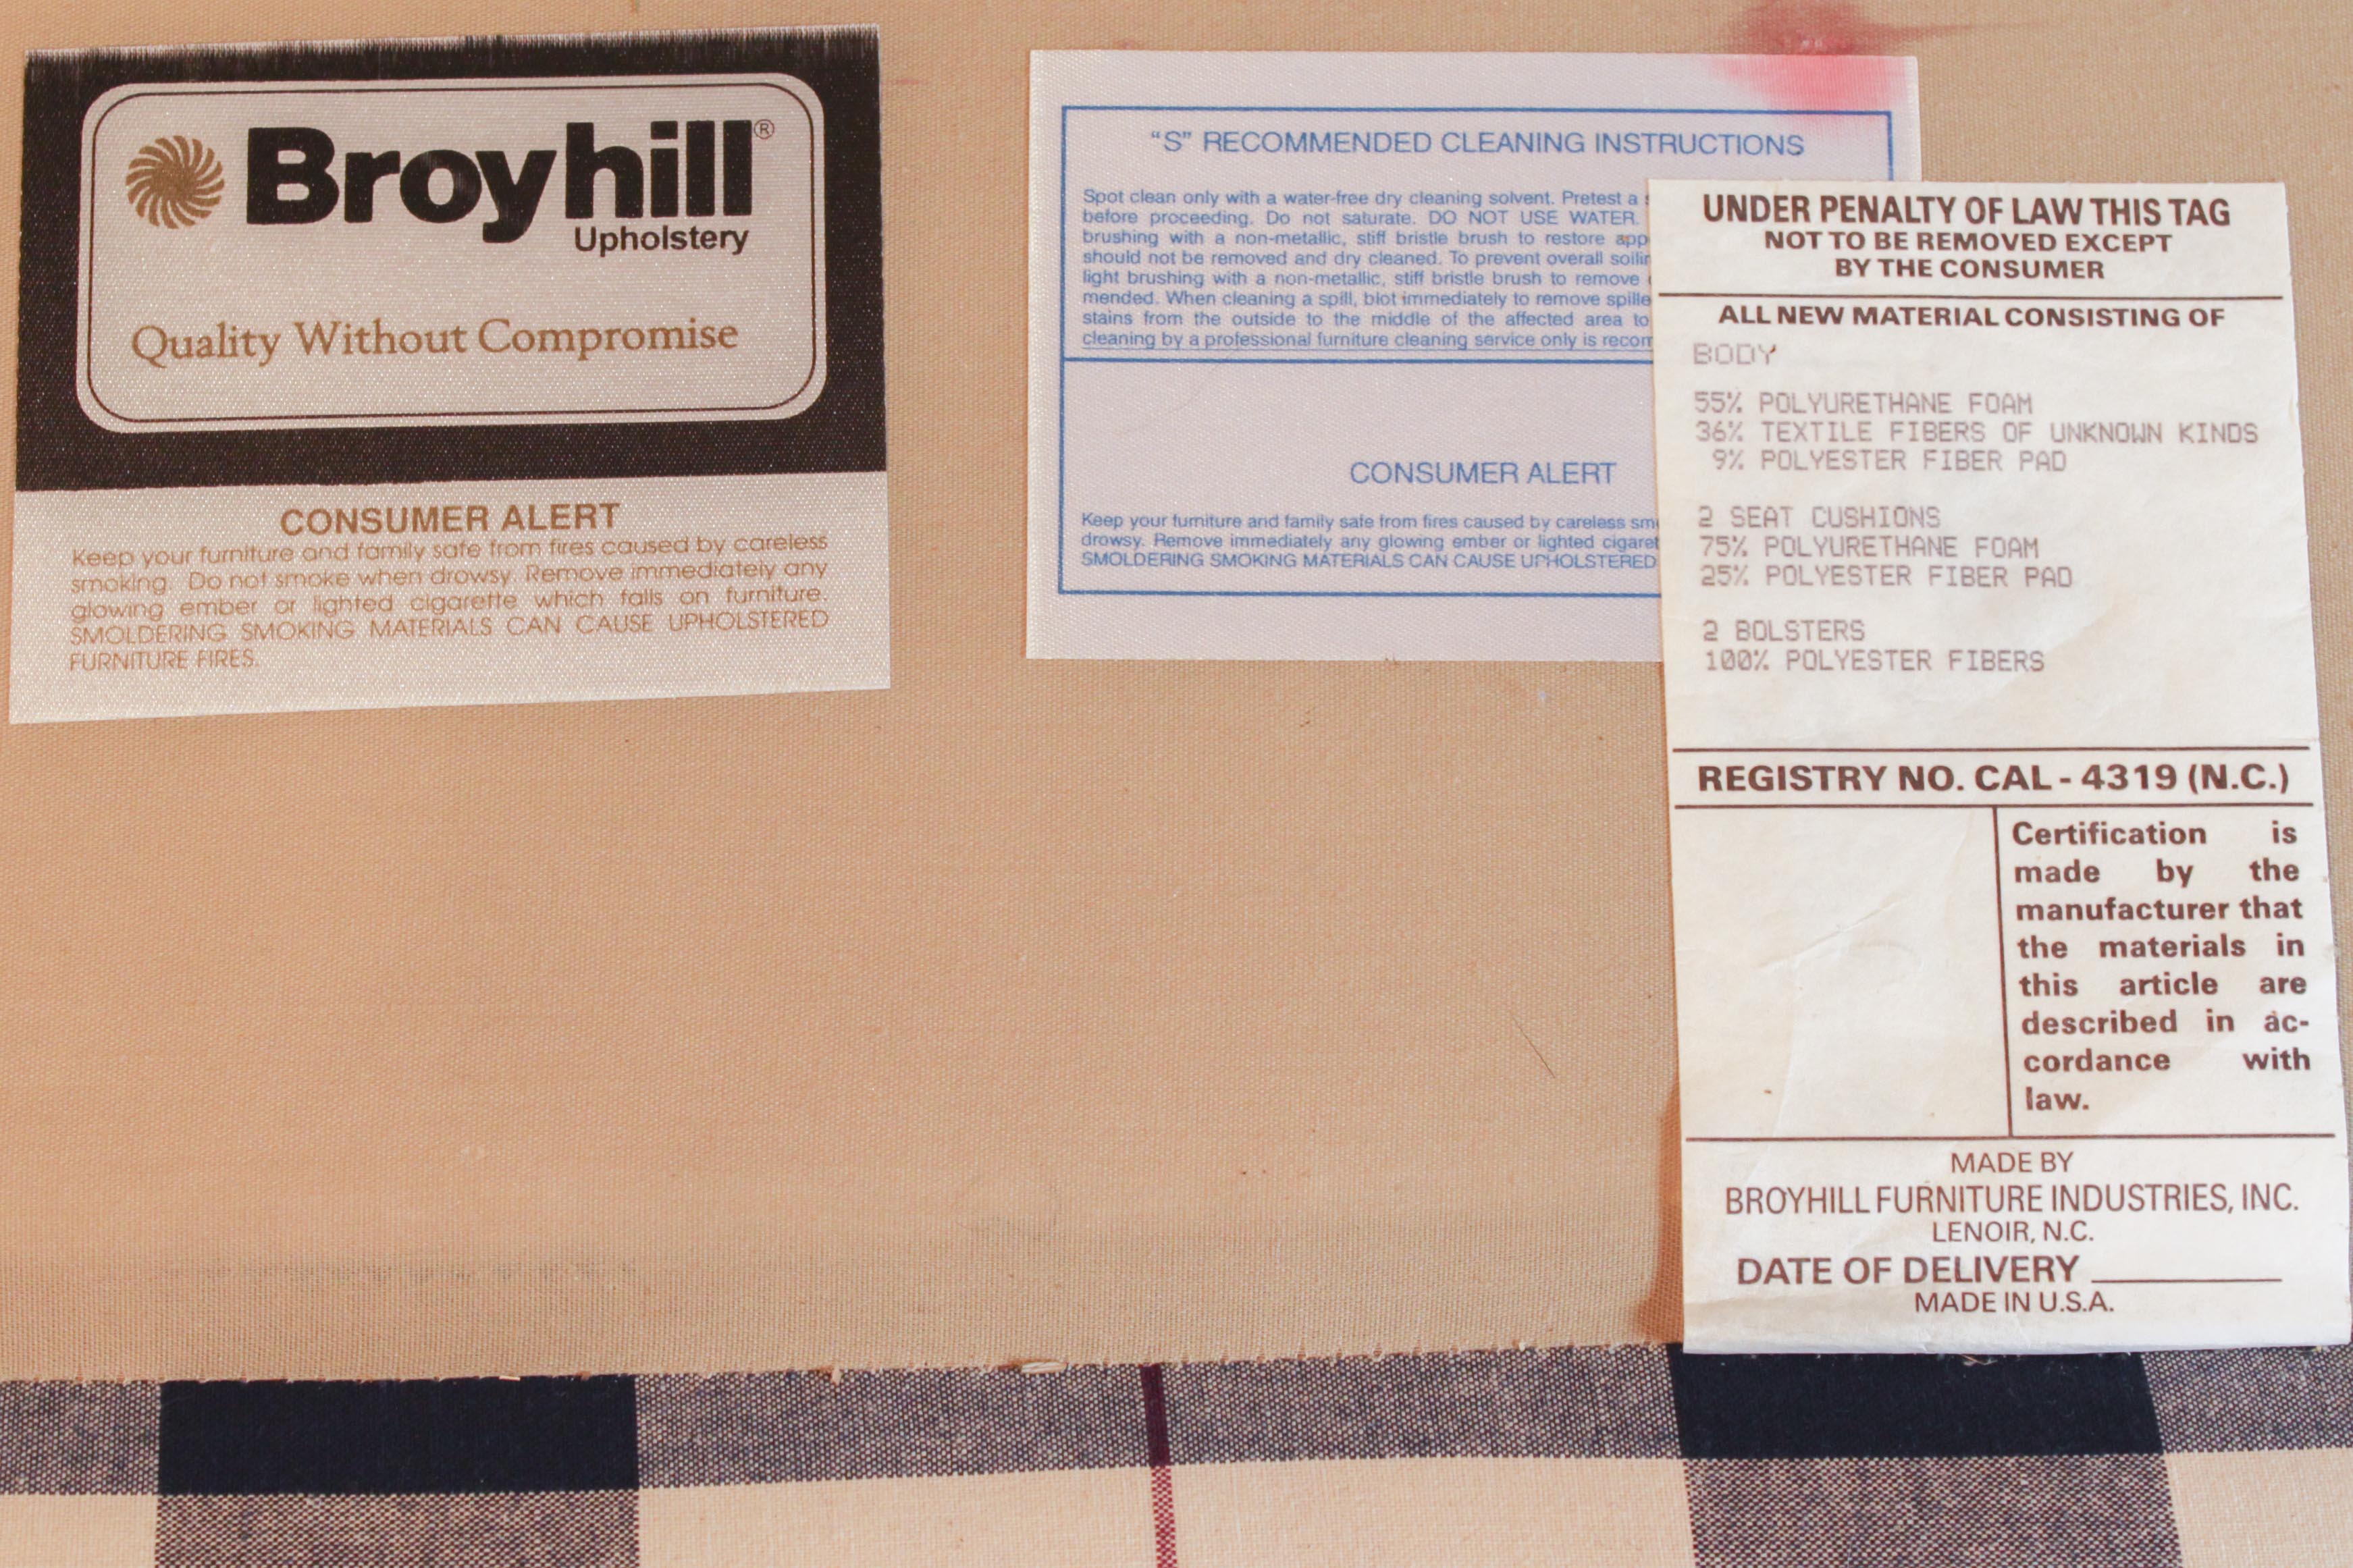 Broyhill®
Upholstery
Quality Without Compromise
CONSUMER ALERT
Keep your furniture and family safe from fires caused by careless
smoking. Do not smoke when drowsy. Remove immediately any
glowing ember or lighted cigarette which falls on furniture.
SMOLDERING SMOKING MATERIALS CAN CAUSE UPHOLSTERED
FURNITURE FIRES.
"S" RECOMMENDED CLEANING INSTRUCTIONS
Spot clean only with a water-free dry cleaning solvent. Pretest a
before proceeding. Do not saturate. DO NOT USE WATER.
brushing with a non-metallic, stiff bristle brush to restore
should not be removed and dry cleaned. To prevent overall
light brushing with a non-metallic, stiff bristle brush to remove
mended. When cleaning a spill, blot immediately to remove
stains from the outside to the middle of the affected area to
cleaning by a professional furniture cleaning service only is
CONSUMER ALERT
Keep your furniture and family safe from fires caused by careless
drowsy. Remove immediately any glowing ember or lighted
SMOLDERING SMOKING MATERIALS CAN CAUSE UPHOLSTERED
UNDER PENALTY OF LAW THIS TAG
NOT TO BE REMOVED EXCEPT
BY THE CONSUMER
ALL NEW MATERIAL CONSISTING OF
BODY
55% POLYURETHANE FOAM
36% TEXTILE FIBERS OF UNKNOWN KINDS
9% POLYESTER FIBER PAD
2 SEAT CUSHIONS
75% POLYURETHANE FOAM
25% POLYESTER FIBER PAD
2 BOLSTERS
100% POLYESTER FIBERS
REGISTRY NO. CAL - 4319 (N.C.)
Certification is
made by the
manufacturer that
the materials in
this article are
described in ac-
cordance with
law.
MADE BY
BROYHILL FURNITURE INDUSTRIES, INC.
LENOIR, N.C.
DATE OF DELIVERY
MADE IN U.S.A.